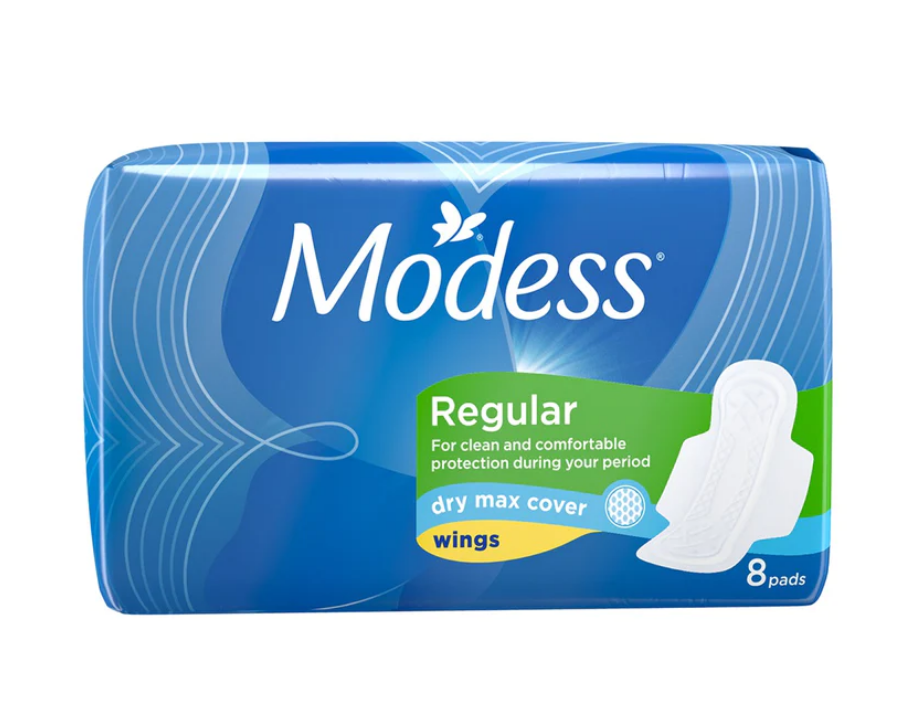 Modess®
Regular
For clean and comfortable
protection during your period
dry max cover
wings
8 pads